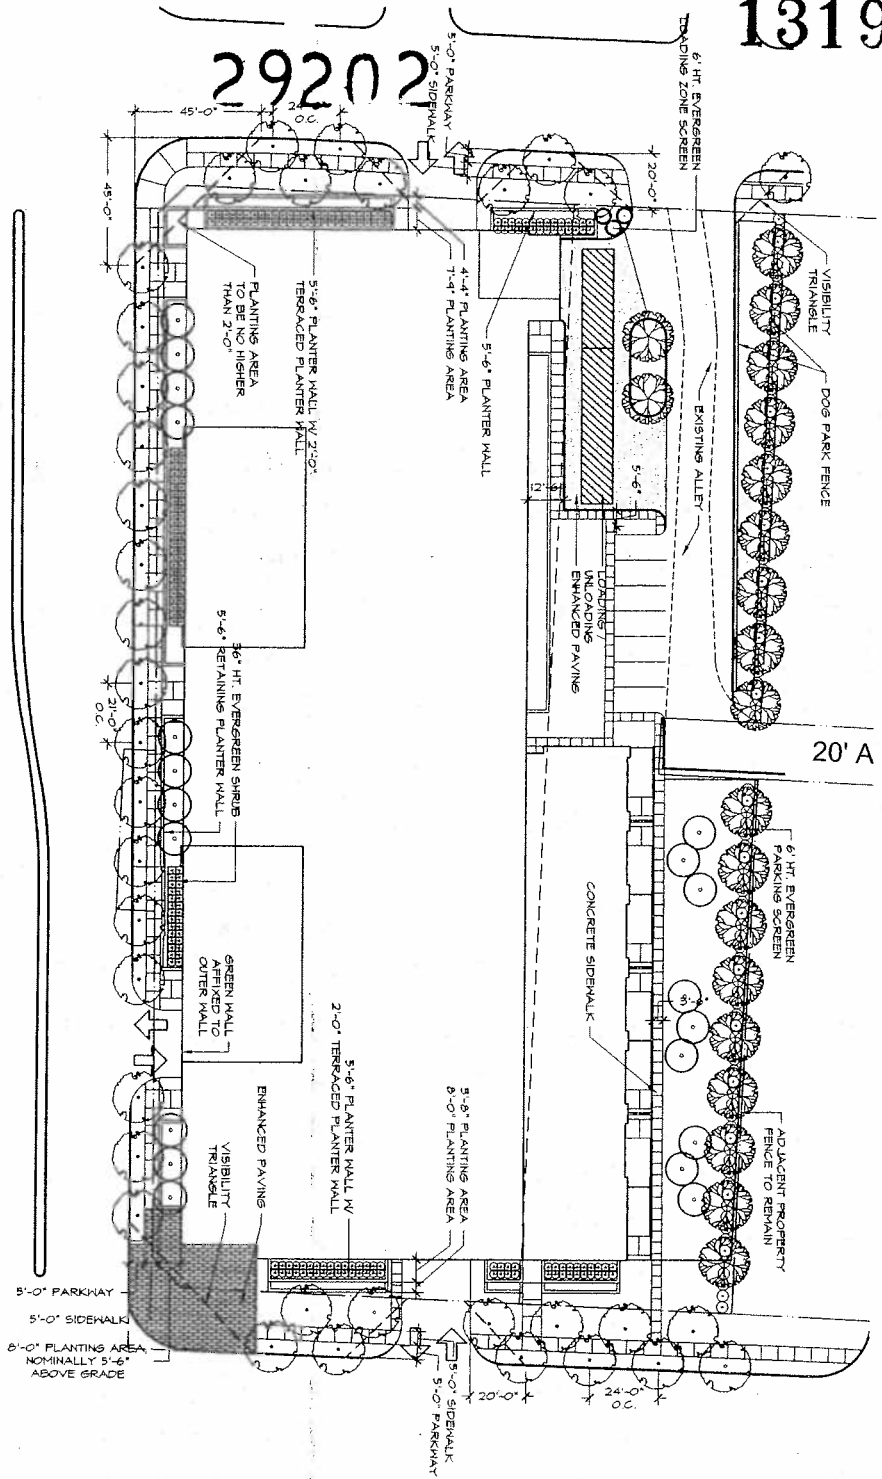 1319
29202
5'-0" PARKWAY
5'-0" SIDEWALK
6' HT. EVERGREEN
LOADING ZONE SCREEN
45'-0"
O.C.
20'-0"
45'-0"
VISIBILITY
TRIANGLE
DOG PARK FENCE
PLANTING AREA
TO BE NO HIGHER
THAN 2'-0"
5'-6" PLANTER WALL W/ 2'-0"
TERRACED PLANTER WALL
4'-4" PLANTING AREA
7'-4" PLANTING AREA
5'-6" PLANTER WALL
EXISTING ALLEY
5'-6"
LOADING /
UNLOADING
ENHANCED PAVING
36" HT. EVERGREEN SHRUB
5'-6" RETAINING PLANTER WALL
21'-0"
O.C.
20' A
6' HT. EVERGREEN
PARKING SCREEN
CONCRETE SIDEWALK
GREEN WALL
AFFIXED TO
OUTER WALL
5'-6" PLANTER WALL W/
2'-0" TERRACED PLANTER WALL
5'-8" PLANTING AREA
8'-0" PLANTING AREA
ENHANCED PAVING
VISIBILITY
TRIANGLE
ADJACENT PROPERTY
FENCE TO REMAIN
5'-0" PARKWAY
5'-0" SIDEWALK
8'-0" PLANTING AREA,
NOMINALLY 5'-6"
ABOVE GRADE
5'-0" SIDEWALK
5'-0" PARKWAY
20'-0"
24'-0"
O.C.